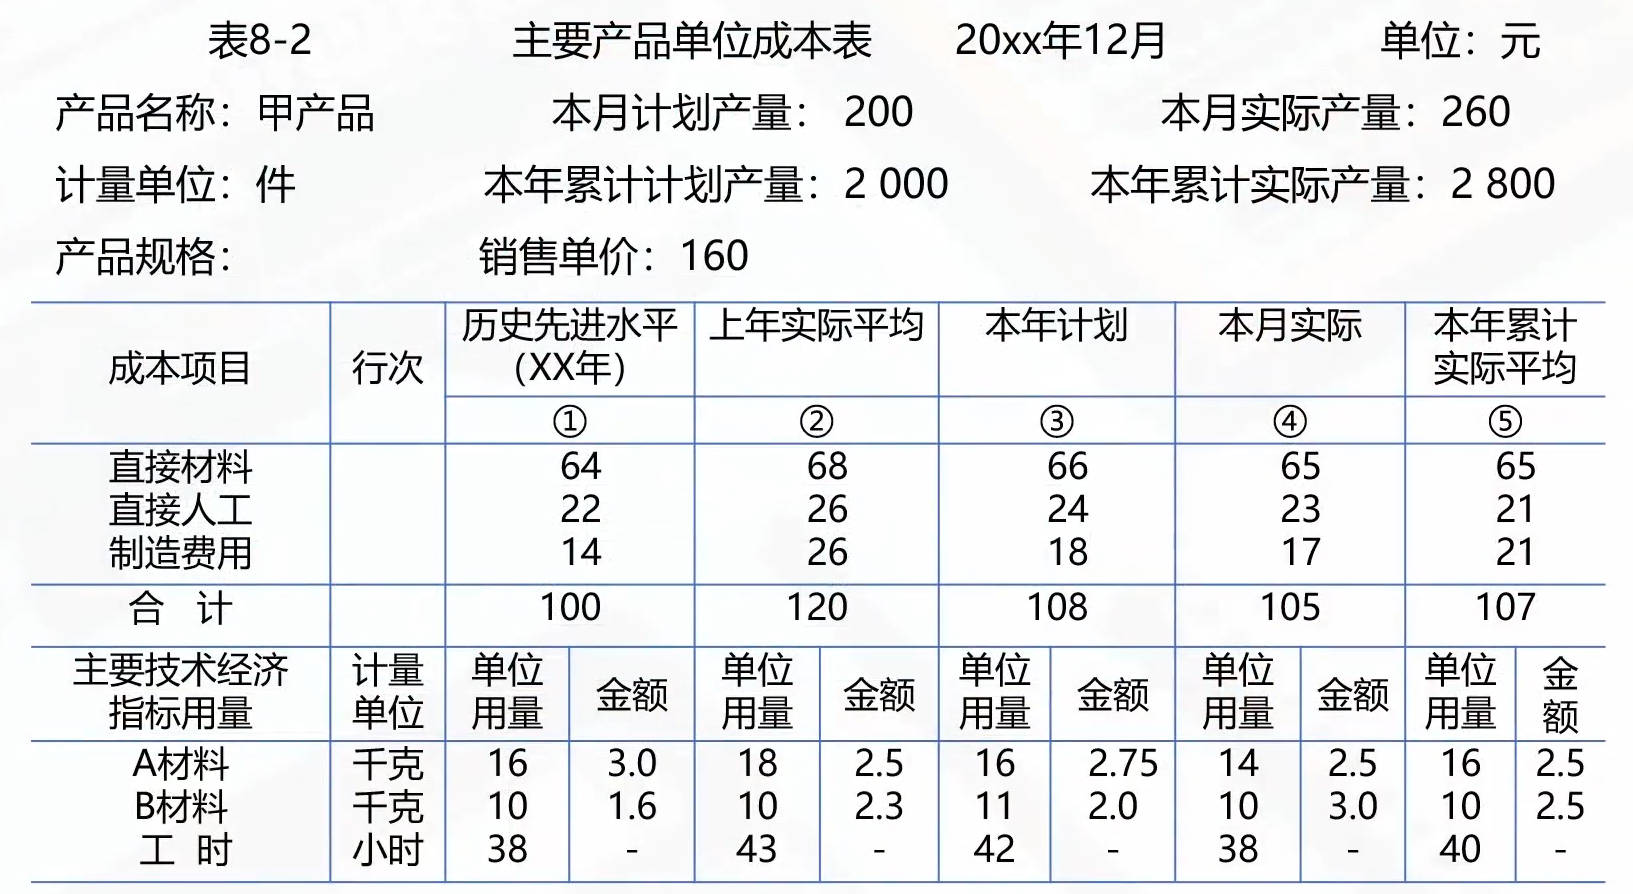 表8-2 主要产品单位成本表 20xx年12月 单位：元
产品名称：甲产品 本月计划产量： 200 本月实际产量：260
计量单位：件 本年累计计划产量：2 000 本年累计实际产量：2 800
产品规格： 销售单价：160
成本项目 行次 历史先进水平（XX年） 上年实际平均 本年计划 本月实际 本年累计实际平均
① ② ③ ④ ⑤
直接材料 64 68 66 65 65
直接人工 22 26 24 23 21
制造费用 14 26 18 17 21
合 计 100 120 108 105 107
主要技术经济指标用量 计量单位 单位用量 金额 单位用量 金额 单位用量 金额 单位用量 金额 单位用量 金额
A材料 千克 16 3.0 18 2.5 16 2.75 14 2.5 16 2.5
B材料 千克 10 1.6 10 2.3 11 2.0 10 3.0 10 2.5
工 时 小时 38 - 43 - 42 - 38 - 40 -